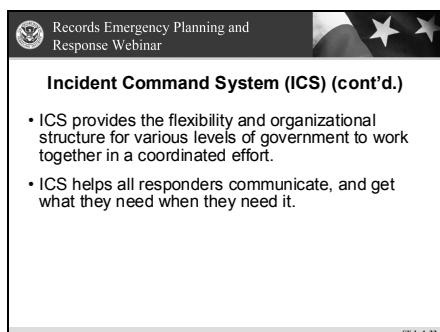 Records Emergency Planning and
Response Webinar
Incident Command System (ICS) (cont’d.)
• ICS provides the flexibility and organizational
structure for various levels of government to work
together in a coordinated effort.
• ICS helps all responders communicate, and get
what they need when they need it.